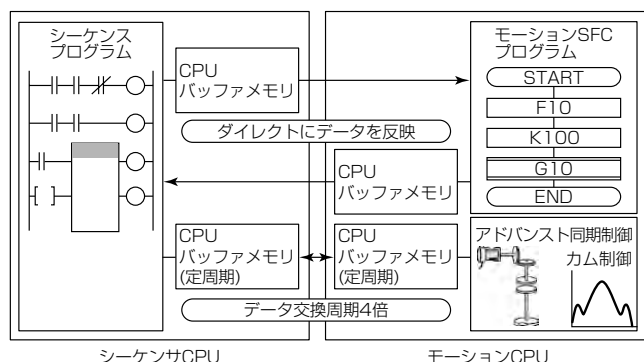 シーケンス
プログラム
CPU
バッファメモリ
ダイレクトにデータを反映
CPU
バッファメモリ
CPU
バッファメモリ
(定周期)
CPU
バッファメモリ
(定周期)
データ交換周期4倍
モーションSFC
プログラム
START
F10
K100
G10
END
アドバンスト同期制御
カム制御
シーケンサCPU
モーションCPU